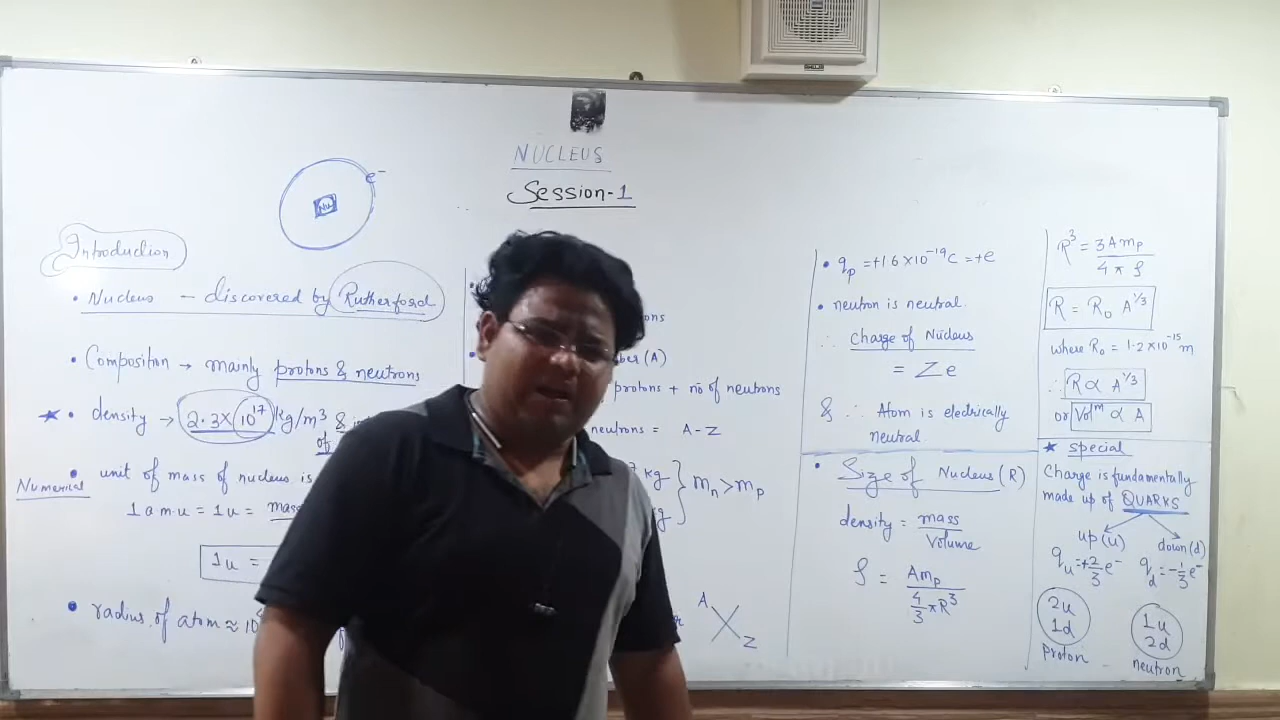 NUCLEUS
Session-1
e⁻
Nu
Introduction
• Nucleus — discovered by Rutherford
• Composition → mainly protons & neutrons
★ • density → 2.3×10¹⁷ kg/m³ &
of
• unit of mass of nucleus is
Numerical
1 a.m.u = 1u =
1u =
• radius of atom ≈ 10
protons + no of neutrons
neutrons = A-Z
kg
kg
mₙ > mₚ
A X Z
• qₚ = +1.6×10⁻¹⁹C = +e
• neutron is neutral.
∴ Charge of Nucleus
= Ze
& ∴ Atom is electrically
neutral.
• Size of Nucleus (R)
density = mass / Volume
ρ = Amₚ / 4/3 πR³
R³ = 3Amₚ / 4πρ
R = R₀ A^1/3
where R₀ = 1.2×10⁻¹⁵ m
∴ R ∝ A^1/3
or Volᵐ ∝ A
★ special
Charge is fundamentally
made up of QUARKS
up(u) down(d)
qᵤ = +2/3 e⁻ q_d = -1/3 e⁻
2u
1d
Proton
1u
2d
neutron